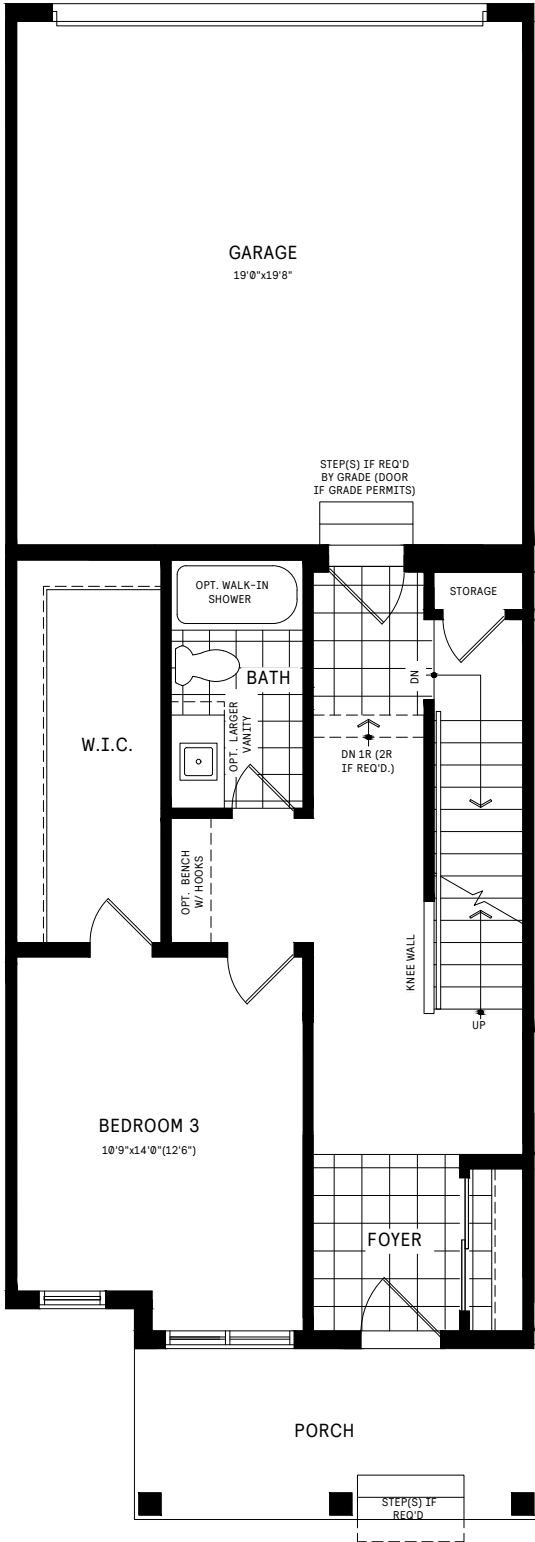 GARAGE
19'0"x19'8"
STEP(S) IF REQ'D
BY GRADE (DOOR
IF GRADE PERMITS)
OPT. WALK-IN
SHOWER
STORAGE
BATH
DN
OPT. LARGER
VANITY
W.I.C.
DN 1R (2R
IF REQ'D.)
OPT. BENCH
W/ HOOKS
KNEE WALL
UP
BEDROOM 3
10'9"x14'0"(12'6")
FOYER
PORCH
STEP(S) IF
REQ'D